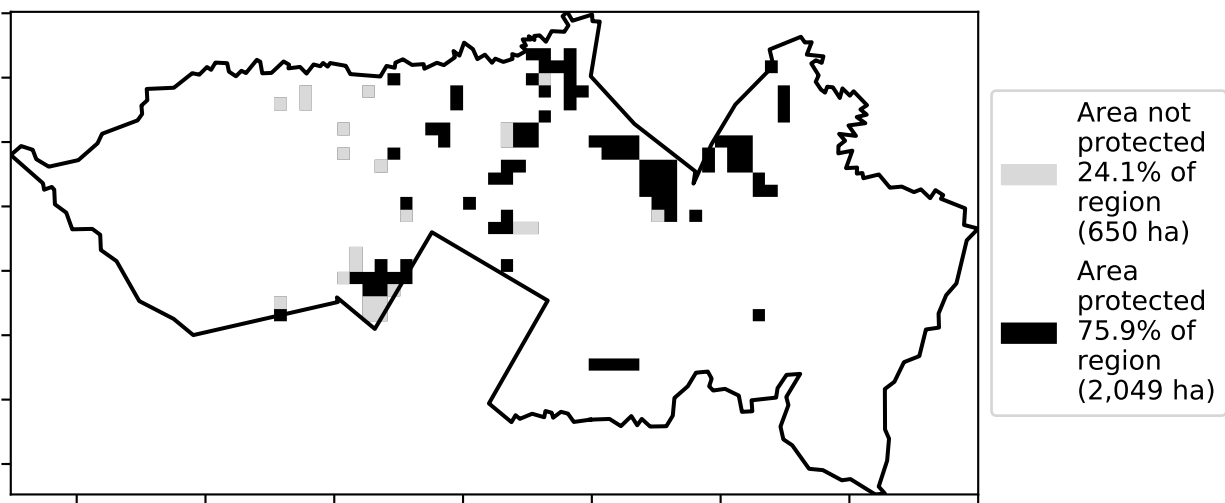 Area not
protected
24.1% of
region
(650 ha)
Area
protected
75.9% of
region
(2,049 ha)